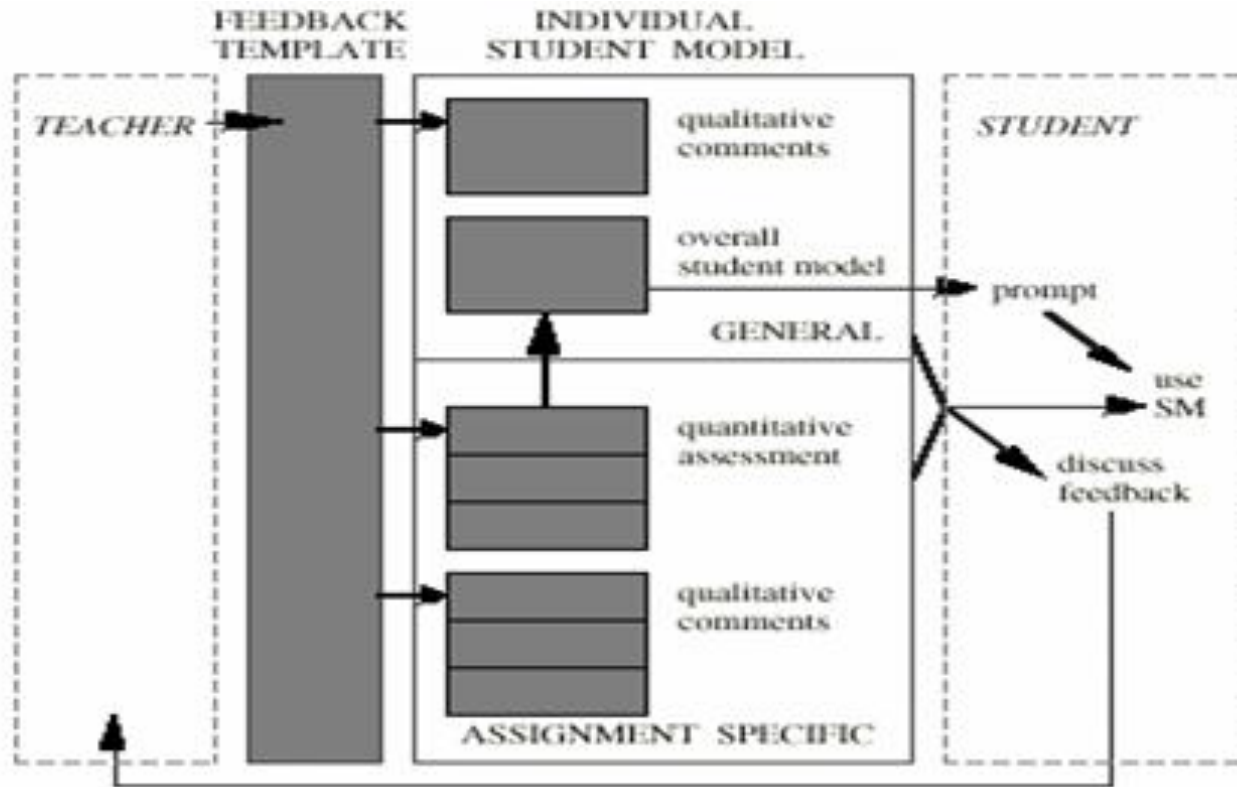 FEEDBACK
TEMPLATE
INDIVIDUAL
STUDENT MODEL
TEACHER
qualitative
comments
STUDENT
overall
student model
prompt
GENERAL
use
SM
quantitative
assessment
discuss
feedback
qualitative
comments
ASSIGNMENT SPECIFIC